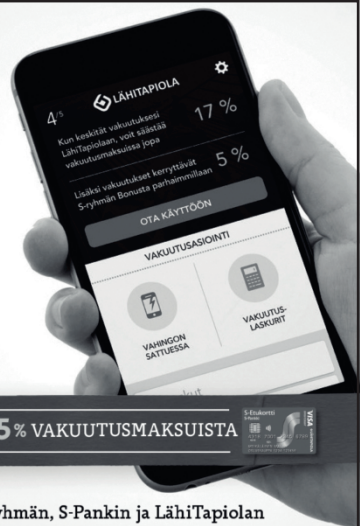 4/5
LÄHITAPIOLA
Kun keskität vakuutuksesi
LähiTapiolaan, voit säästää
vakuutusmaksuissa jopa
17 %
Lisäksi vakuutukset kerryttävät
S-ryhmän Bonusta parhaimmillaan
5 %
OTA KÄYTTÖÖN
VAKUUTUSASIOINTI
VAHINGON
SATTUESSA
VAKUUTUS-
LASKURIT
5% VAKUUTUSMAKSUISTA
S-Etukortti
VISA
hmän, S-Pankin ja LähiTapiolan